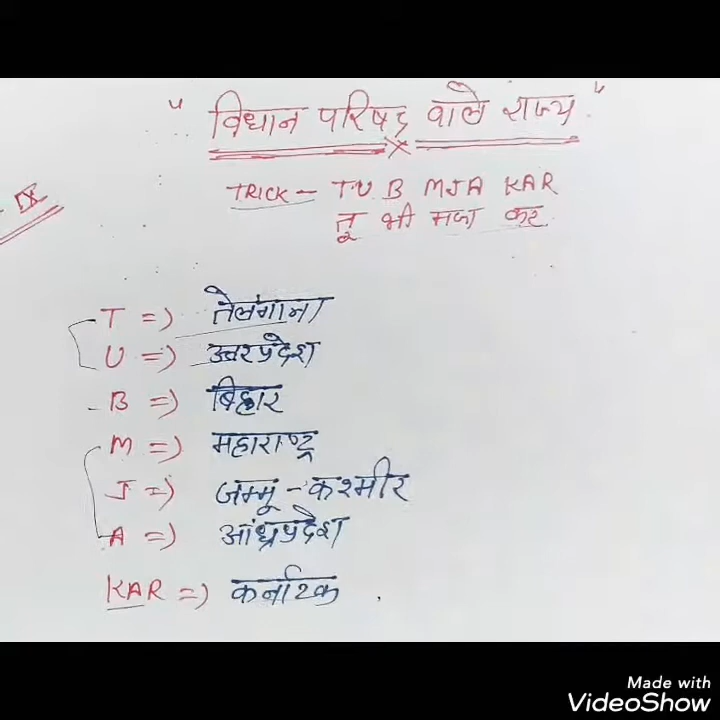 " विधान परिषद वाले राज्य "
IX
TRICK - T U B M J A KAR
तू भी मजा कर
T => तेलंगाना
U => उत्तरप्रदेश
B => बिहार
M => महाराष्ट्र
J => जम्मू - कश्मीर
A => आंध्रप्रदेश
KAR => कर्नाटक
Made with
VideoShow